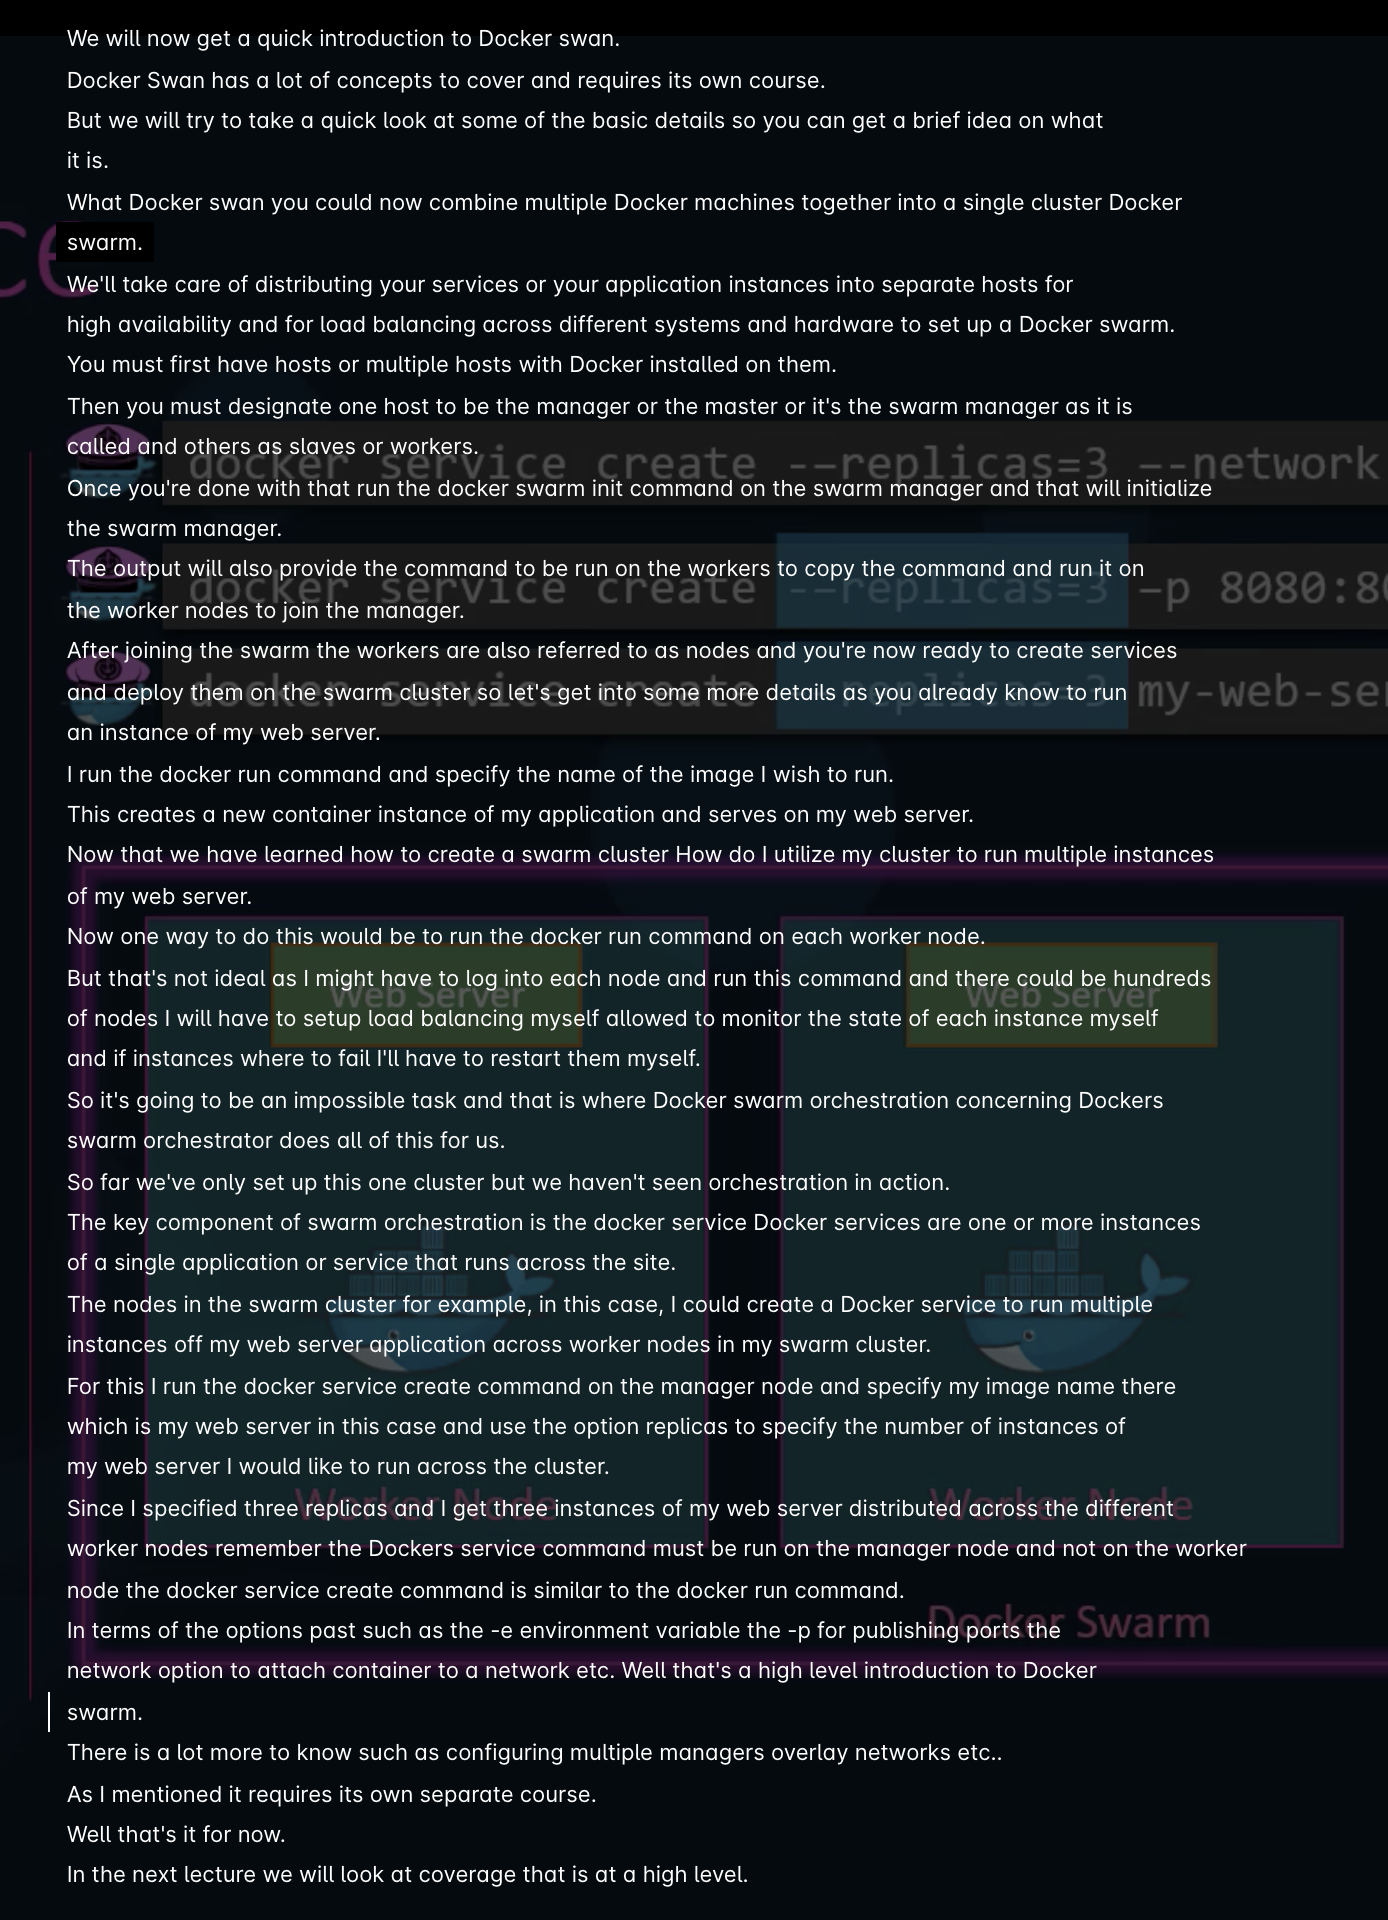 We will now get a quick introduction to Docker swan.
Docker Swan has a lot of concepts to cover and requires its own course.
But we will try to take a quick look at some of the basic details so you can get a brief idea on what
it is.
What Docker swan you could now combine multiple Docker machines together into a single cluster Docker
swarm.
We'll take care of distributing your services or your application instances into separate hosts for
high availability and for load balancing across different systems and hardware to set up a Docker swarm.
You must first have hosts or multiple hosts with Docker installed on them.
Then you must designate one host to be the manager or the master or it's the swarm manager as it is
called and others as slaves or workers.
docker service create --replicas=3 --network
Once you're done with that run the docker swarm init command on the swarm manager and that will initialize
the swarm manager.
The output will also provide the command to be run on the workers to copy the command and run it on
docker service create --replicas=3 -p 8080:80
the worker nodes to join the manager.
After joining the swarm the workers are also referred to as nodes and you're now ready to create services
and deploy them on the swarm cluster so let's get into some more details as you already know to run
docker service create replicas 3 my-web-ser
an instance of my web server.
I run the docker run command and specify the name of the image I wish to run.
This creates a new container instance of my application and serves on my web server.
Now that we have learned how to create a swarm cluster How do I utilize my cluster to run multiple instances
of my web server.
Now one way to do this would be to run the docker run command on each worker node.
But that's not ideal as I might have to log into each node and run this command and there could be hundreds
Web Server Web Server
of nodes I will have to setup load balancing myself allowed to monitor the state of each instance myself
and if instances where to fail I'll have to restart them myself.
So it's going to be an impossible task and that is where Docker swarm orchestration concerning Dockers
swarm orchestrator does all of this for us.
So far we've only set up this one cluster but we haven't seen orchestration in action.
The key component of swarm orchestration is the docker service Docker services are one or more instances
of a single application or service that runs across the site.
The nodes in the swarm cluster for example, in this case, I could create a Docker service to run multiple
instances off my web server application across worker nodes in my swarm cluster.
For this I run the docker service create command on the manager node and specify my image name there
which is my web server in this case and use the option replicas to specify the number of instances of
my web server I would like to run across the cluster.
Since I specified three replicas and I get three instances of my web server distributed across the different
Worker Node Worker Node
worker nodes remember the Dockers service command must be run on the manager node and not on the worker
node the docker service create command is similar to the docker run command.
In terms of the options past such as the -e environment variable the -p for publishing ports the
Docker Swarm
network option to attach container to a network etc. Well that's a high level introduction to Docker
swarm.
There is a lot more to know such as configuring multiple managers overlay networks etc..
As I mentioned it requires its own separate course.
Well that's it for now.
In the next lecture we will look at coverage that is at a high level.